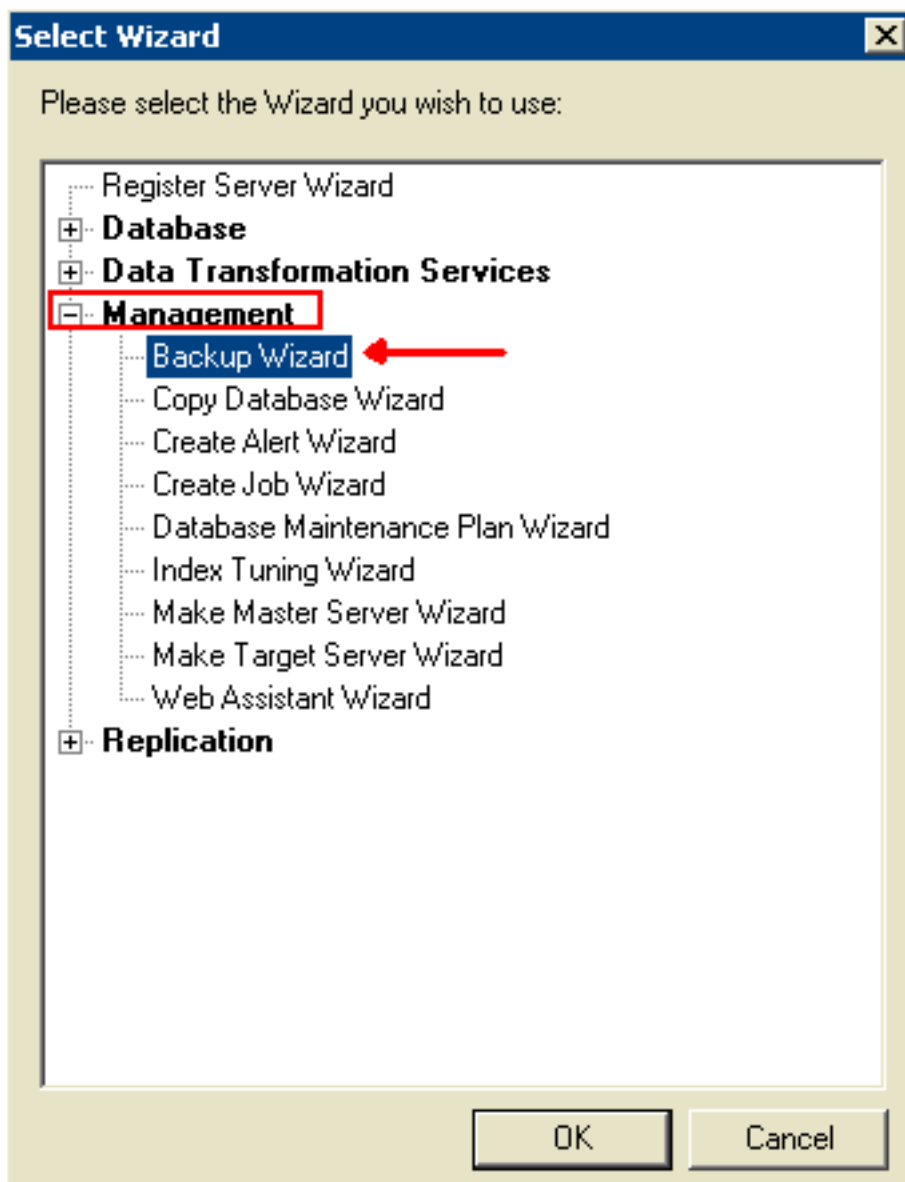 Select Wizard
Please select the Wizard you wish to use:
Register Server Wizard
Database
Data Transformation Services
Management
Backup Wizard
Copy Database Wizard
Create Alert Wizard
Create Job Wizard
Database Maintenance Plan Wizard
Index Tuning Wizard
Make Master Server Wizard
Make Target Server Wizard
Web Assistant Wizard
Replication
OK Cancel